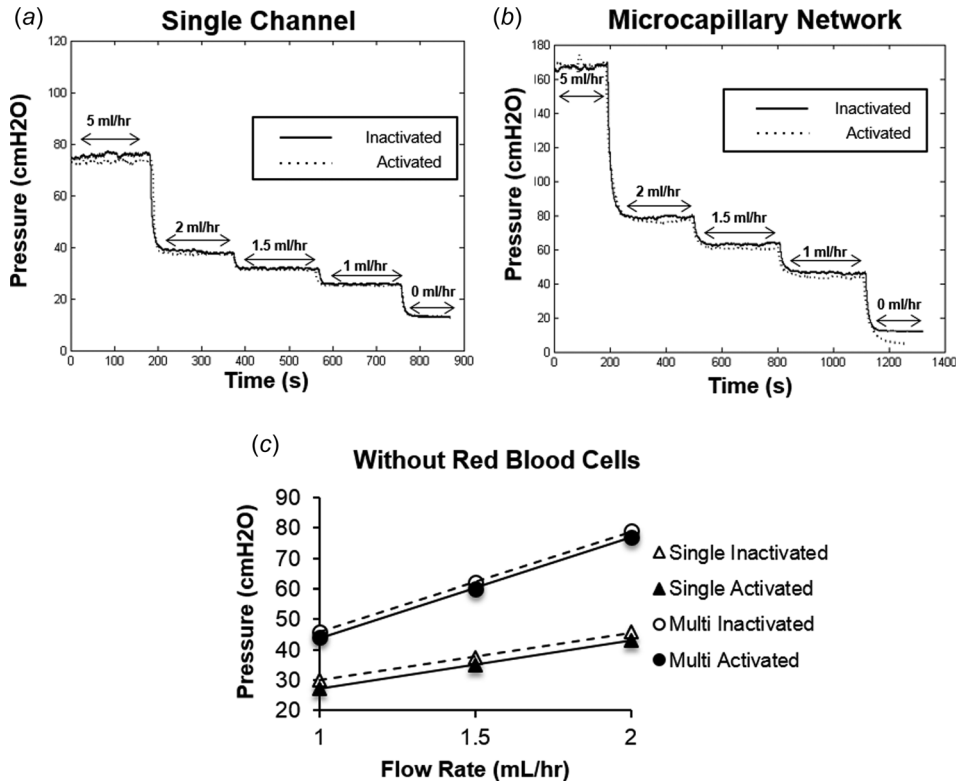 (a)
Single Channel
120
100
80
60
40
20
0
Pressure (cmH2O)
5 ml/hr
2 ml/hr
1.5 ml/hr
1 ml/hr
0 ml/hr
Inactivated
Activated
0 100 200 300 400 500 600 700 800 900
Time (s)
(b)
Microcapillary Network
180
160
140
120
100
80
60
40
20
0
Pressure (cmH2O)
5 ml/hr
2 ml/hr
1.5 ml/hr
1 ml/hr
0 ml/hr
Inactivated
Activated
0 200 400 600 800 1000 1200 1400
Time (s)
(c)
Without Red Blood Cells
90
80
70
60
50
40
30
20
Pressure (cmH2O)
1 1.5 2
Flow Rate (mL/hr)
Single Inactivated
Single Activated
Multi Inactivated
Multi Activated